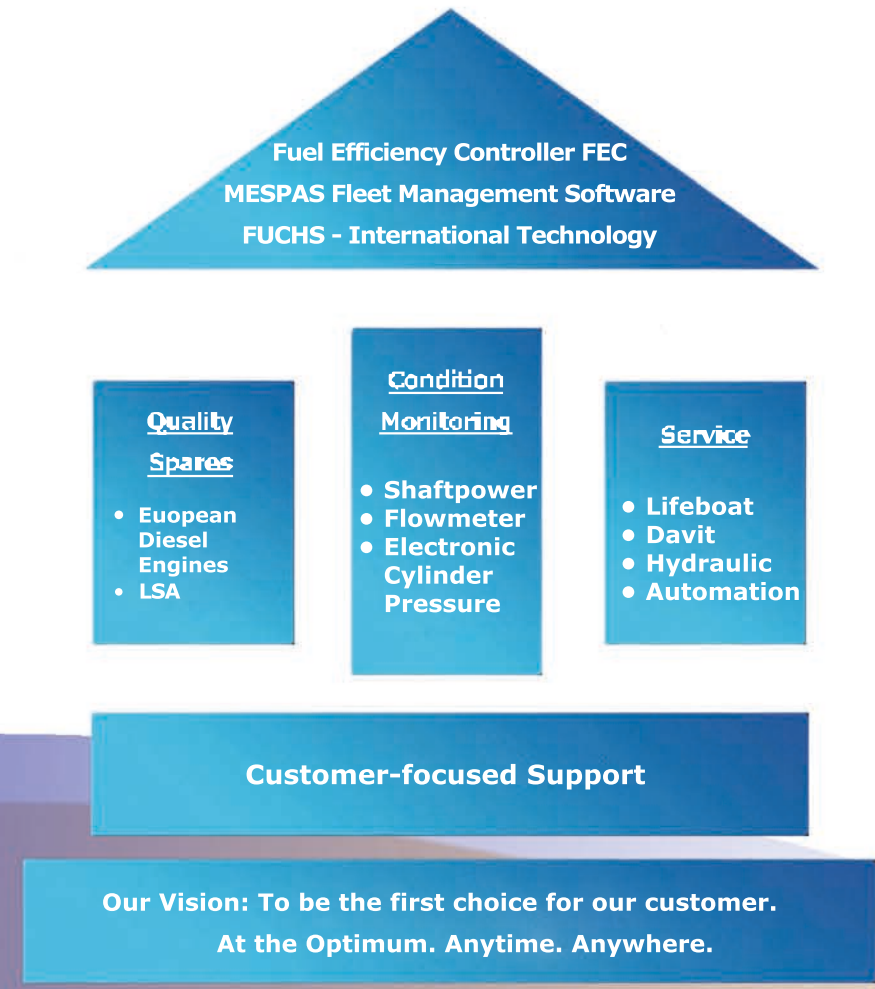 Fuel Efficiency Controller FEC
MESPAS Fleet Management Software
FUCHS - International Technology
Quality
Spares
• Euopean
Diesel
Engines
• LSA
Condition
Monitoring
• Shaftpower
• Flowmeter
• Electronic
Cylinder
Pressure
Service
• Lifeboat
• Davit
• Hydraulic
• Automation
Customer-focused Support
Our Vision: To be the first choice for our customer.
At the Optimum. Anytime. Anywhere.